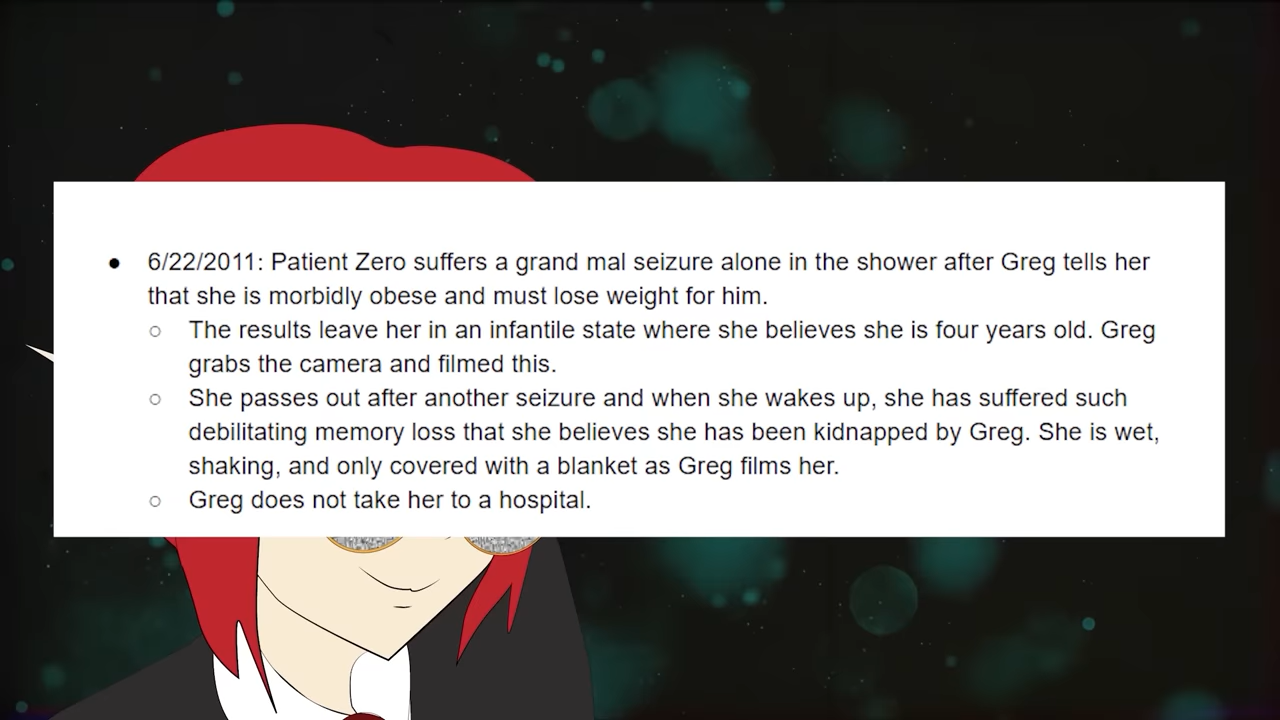 ● 6/22/2011: Patient Zero suffers a grand mal seizure alone in the shower after Greg tells her
that she is morbidly obese and must lose weight for him.
○ The results leave her in an infantile state where she believes she is four years old. Greg
grabs the camera and filmed this.
○ She passes out after another seizure and when she wakes up, she has suffered such
debilitating memory loss that she believes she has been kidnapped by Greg. She is wet,
shaking, and only covered with a blanket as Greg films her.
○ Greg does not take her to a hospital.